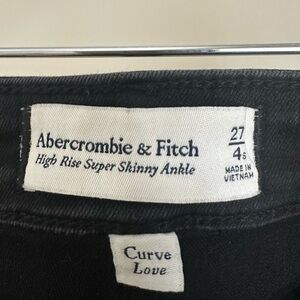 Abercrombie & Fitch
High Rise Super Skinny Ankle
27
4s
MADE IN
VIETNAM
Curve
Love